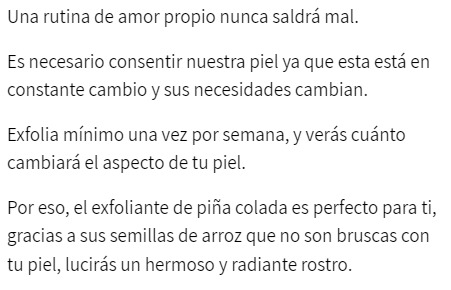 Una rutina de amor propio nunca saldrá mal.
Es necesario consentir nuestra piel ya que esta está en
constante cambio y sus necesidades cambian.
Exfolia mínimo una vez por semana, y verás cuánto
cambiará el aspecto de tu piel.
Por eso, el exfoliante de piña colada es perfecto para ti,
gracias a sus semillas de arroz que no son bruscas con
tu piel, lucirás un hermoso y radiante rostro.